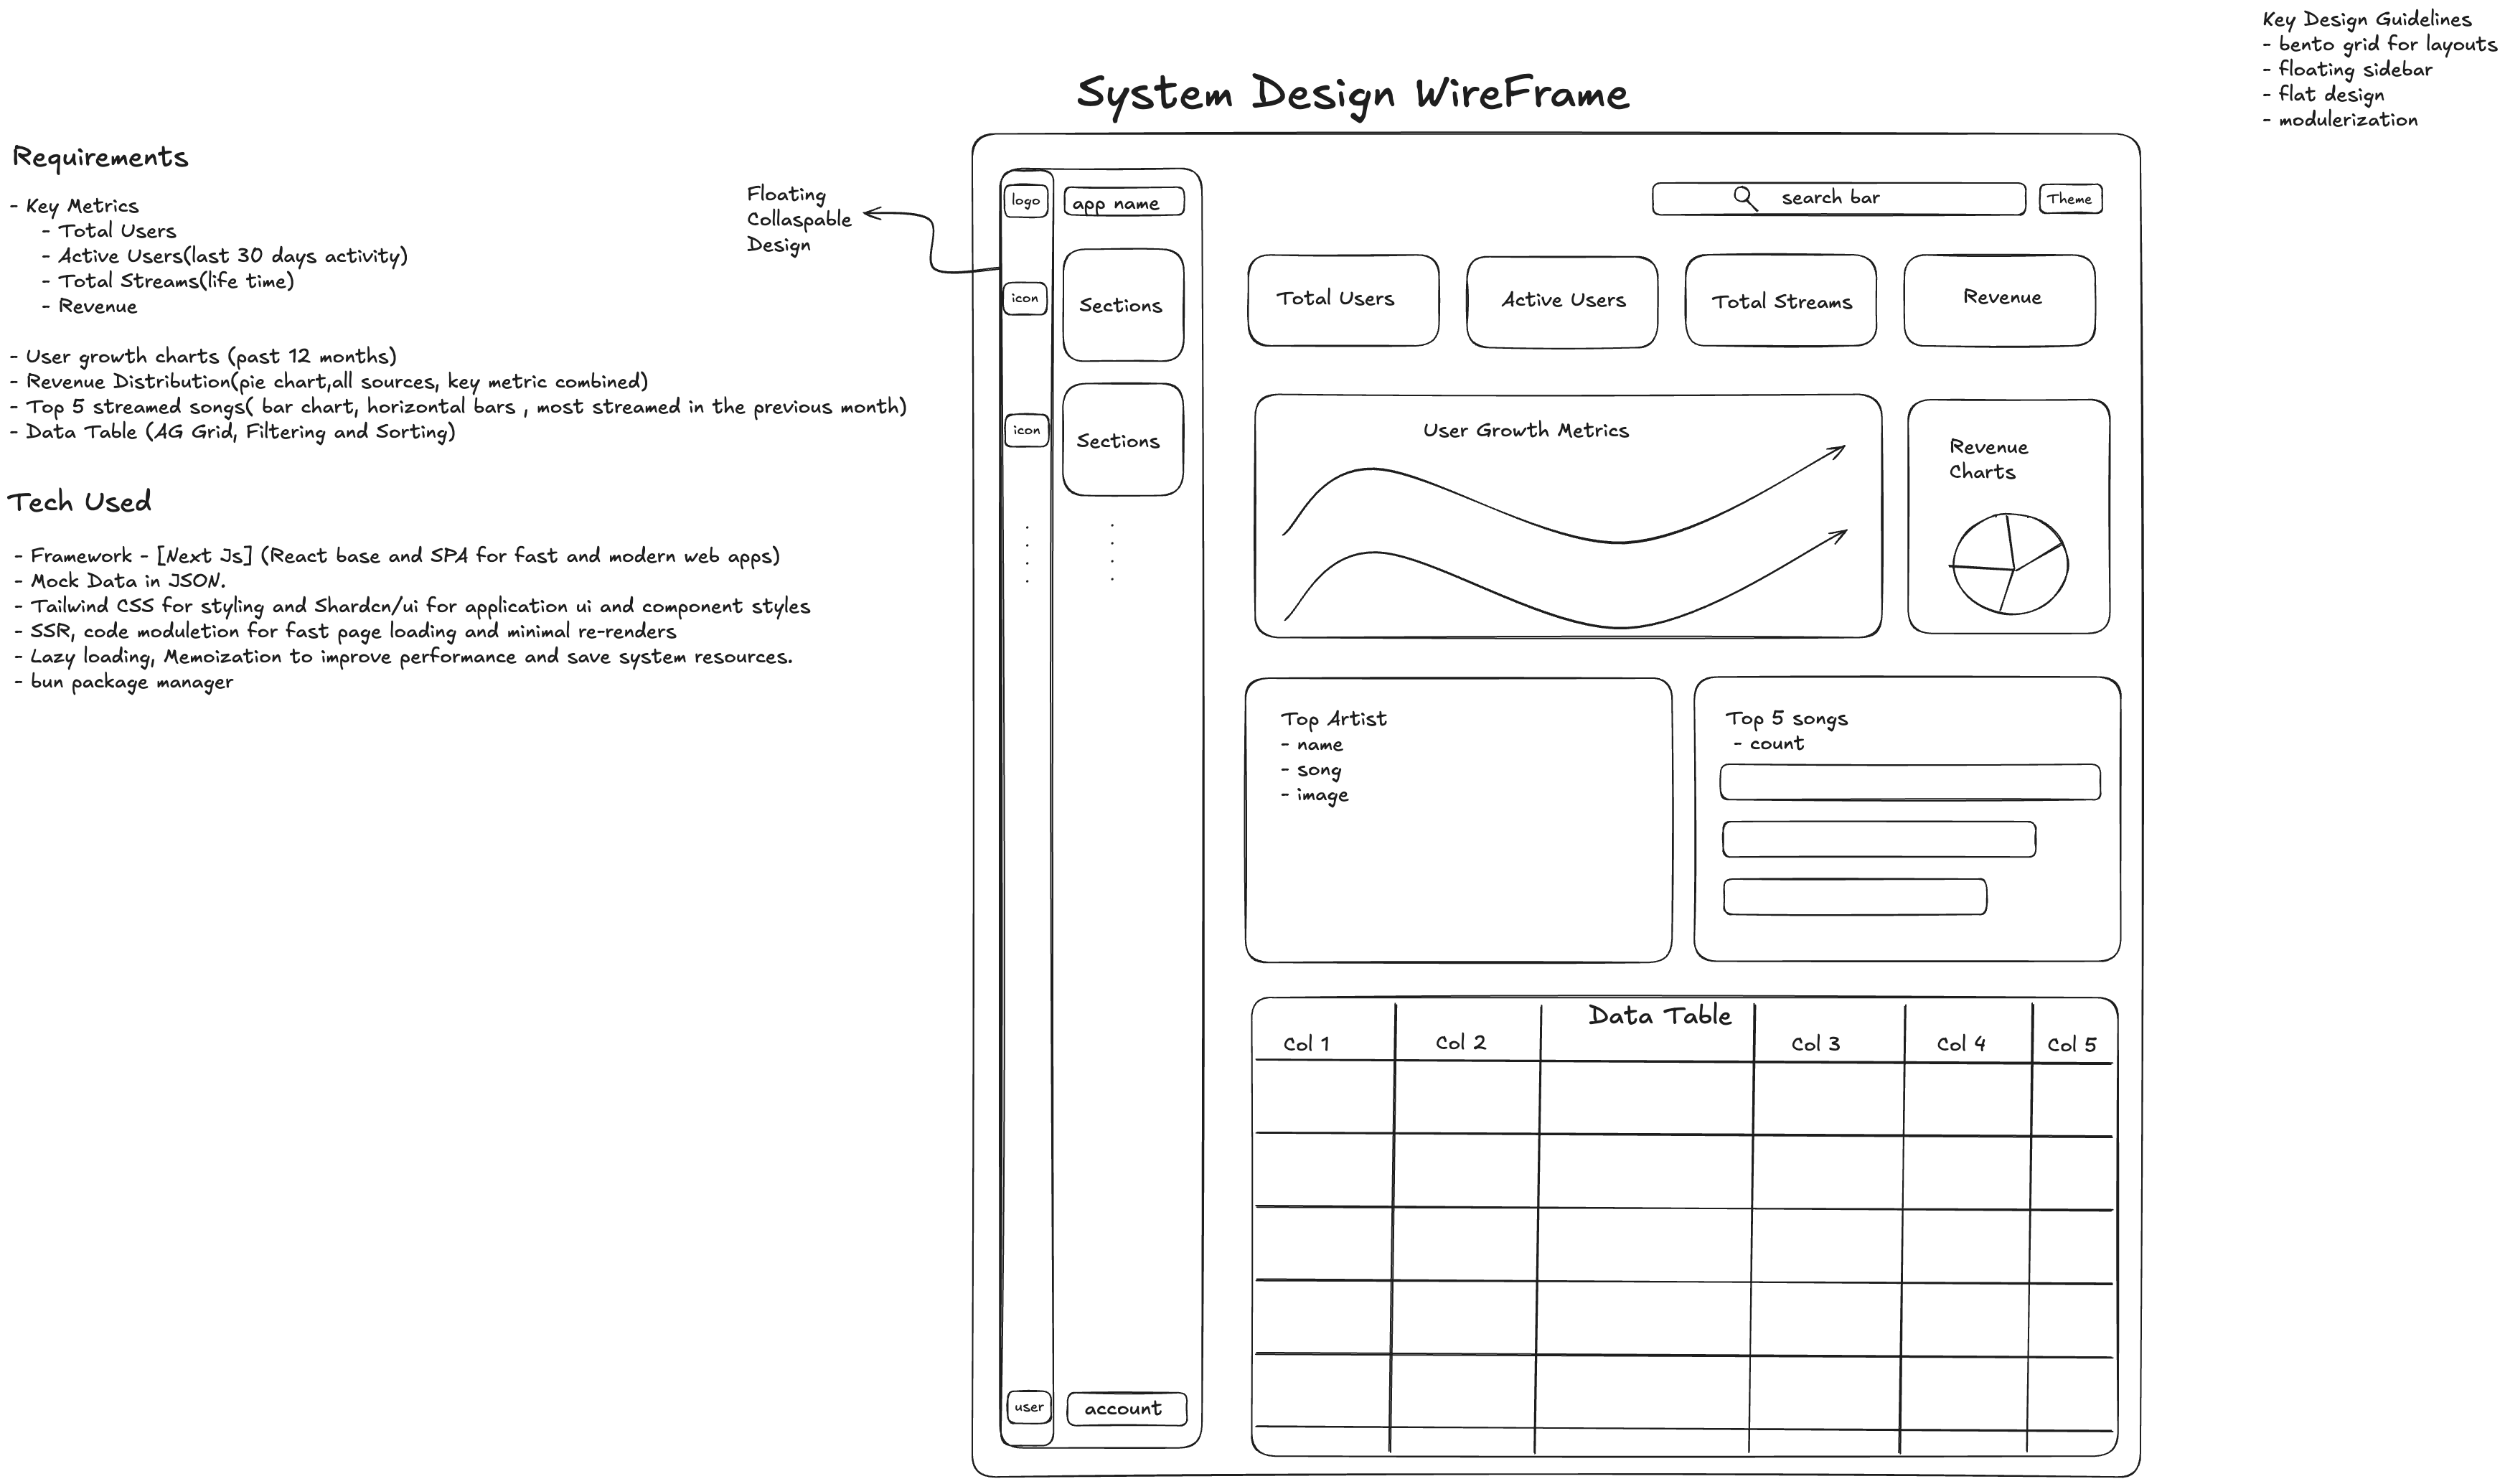 Key Design Guidelines
- bento grid for layouts
- floating sidebar
- flat design
- modulerization
System Design WireFrame
Requirements
- Key Metrics
- Total Users
- Active Users(last 30 days activity)
- Total Streams(life time)
- Revenue
- User growth charts (past 12 months)
- Revenue Distribution(pie chart,all sources, key metric combined)
- Top 5 streamed songs( bar chart, horizontal bars , most streamed in the previous month)
- Data Table (AG Grid, Filtering and Sorting)
Tech Used
- Framework - [Next Js] (React base and SPA for fast and modern web apps)
- Mock Data in JSON.
- Tailwind CSS for styling and Shardcn/ui for application ui and component styles
- SSR, code moduletion for fast page loading and minimal re-renders
- Lazy loading, Memoization to improve performance and save system resources.
- bun package manager
Floating
Collaspable
Design
logo
app name
icon
Sections
icon
Sections
user
account
search bar
Theme
Total Users
Active Users
Total Streams
Revenue
User Growth Metrics
Revenue
Charts
Top Artist
- name
- song
- image
Top 5 songs
- count
Data Table
Col 1
Col 2
Col 3
Col 4
Col 5